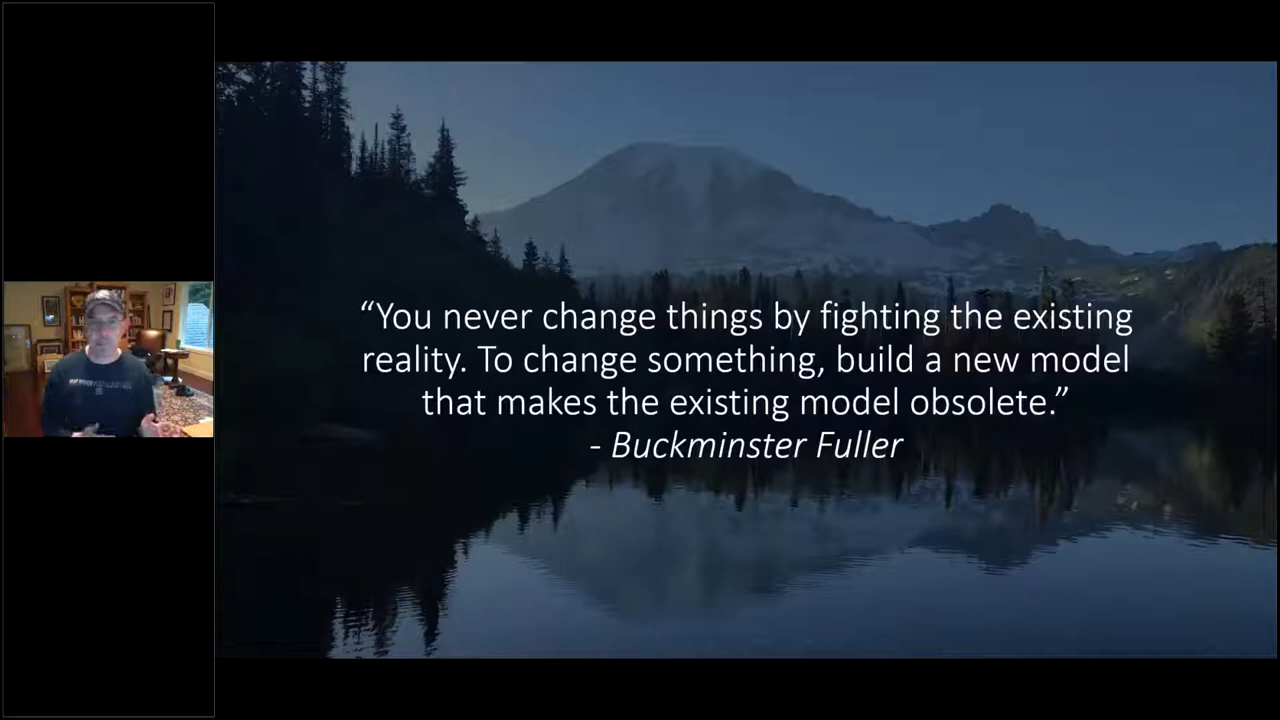 “You never change things by fighting the existing
reality. To change something, build a new model
that makes the existing model obsolete.”
- Buckminster Fuller